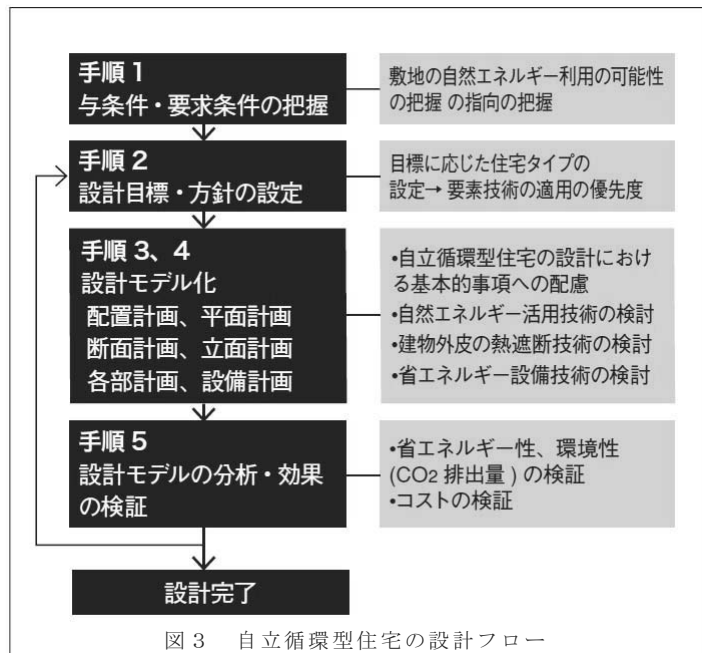 手順 1
与条件・要求条件の把握
敷地の自然エネルギー利用の可能性
の把握 の指向の把握
手順 2
設計目標・方針の設定
目標に応じた住宅タイプの
設定→ 要素技術の適用の優先度
手順 3、4
設計モデル化
配置計画、平面計画
断面計画、立面計画
各部計画、設備計画
•自立循環型住宅の設計におけ
る基本的事項への配慮
•自然エネルギー活用技術の検討
•建物外皮の熱遮断技術の検討
•省エネルギー設備技術の検討
手順 5
設計モデルの分析・効果
の検証
•省エネルギー性、環境性
(CO2 排出量 ) の検証
•コストの検証
設計完了
図3 自立循環型住宅の設計フロー